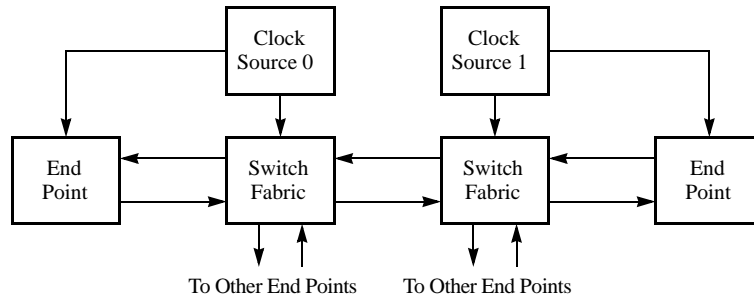 Clock
Source 0
Clock
Source 1
End
Point
Switch
Fabric
Switch
Fabric
End
Point
To Other End Points
To Other End Points